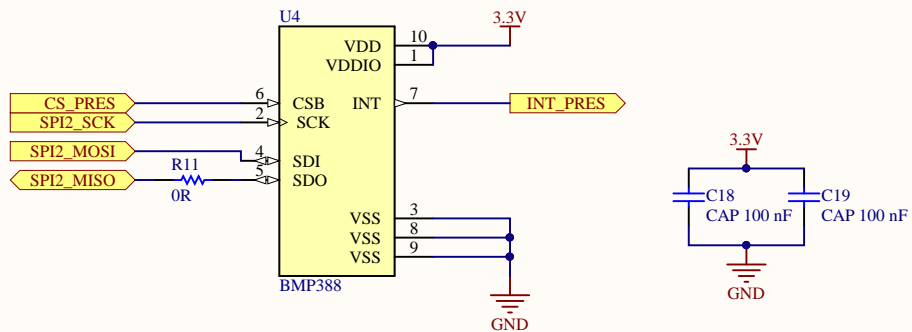 U4
3.3V
VDD 10
VDDIO 1
CS_PRES 6 CSB
INT 7 INT_PRES
SPI2_SCK 2 SCK
SPI2_MOSI 4 SDI
SPI2_MISO R11 0R 5 SDO
VSS 3
VSS 8
VSS 9
BMP388
GND
3.3V
C18
CAP 100 nF
C19
CAP 100 nF
GND